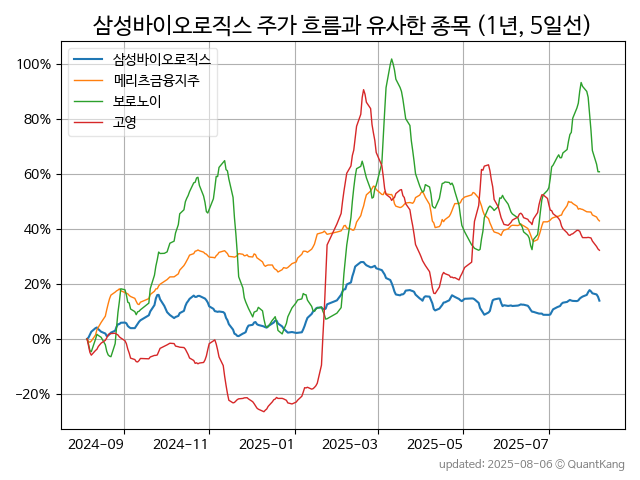 삼성바이오로직스 주가 흐름과 유사한 종목 (1년, 5일선)
삼성바이오로직스
메리츠금융지주
보로노이
고영
100%
80%
60%
40%
20%
0%
−20%
2024-09
2024-11
2025-01
2025-03
2025-05
2025-07
updated: 2025-08-06 © QuantKang